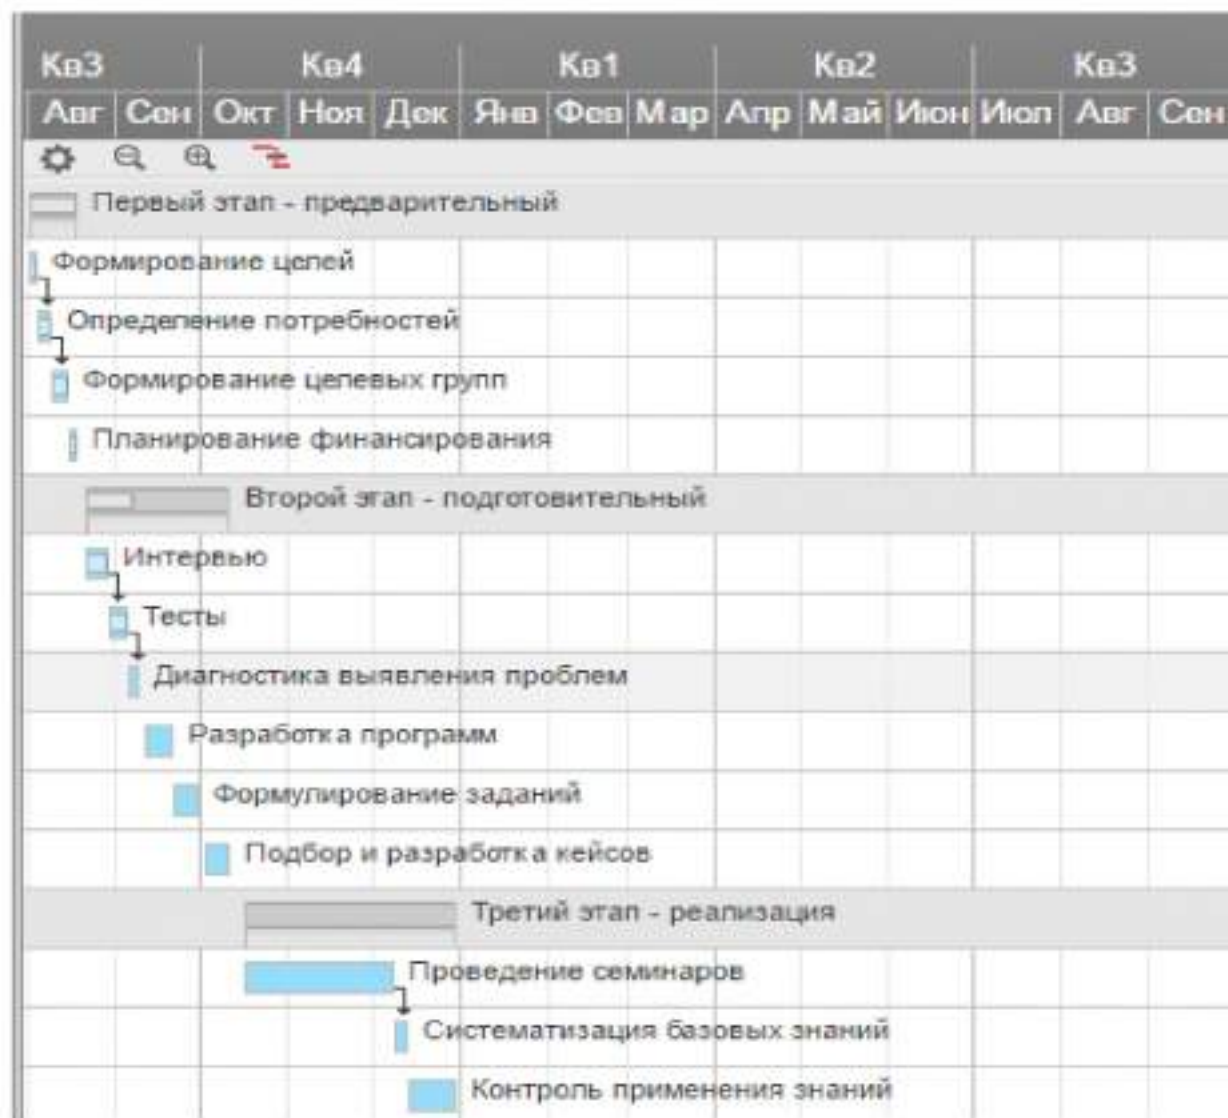 Кв3 Кв4 Кв1 Кв2 Кв3
Авг Сен Окт Ноя Дек Янв Фев Мар Апр Май Июн Июл Авг Сен
Первый этап - предварительный
Формирование целей
Определение потребностей
Формирование целевых групп
Планирование финансирования
Второй этап - подготовительный
Интервью
Тесты
Диагностика выявления проблем
Разработка программ
Формулирование заданий
Подбор и разработка кейсов
Третий этап - реализация
Проведение семинаров
Систематизация базовых знаний
Контроль применения знаний